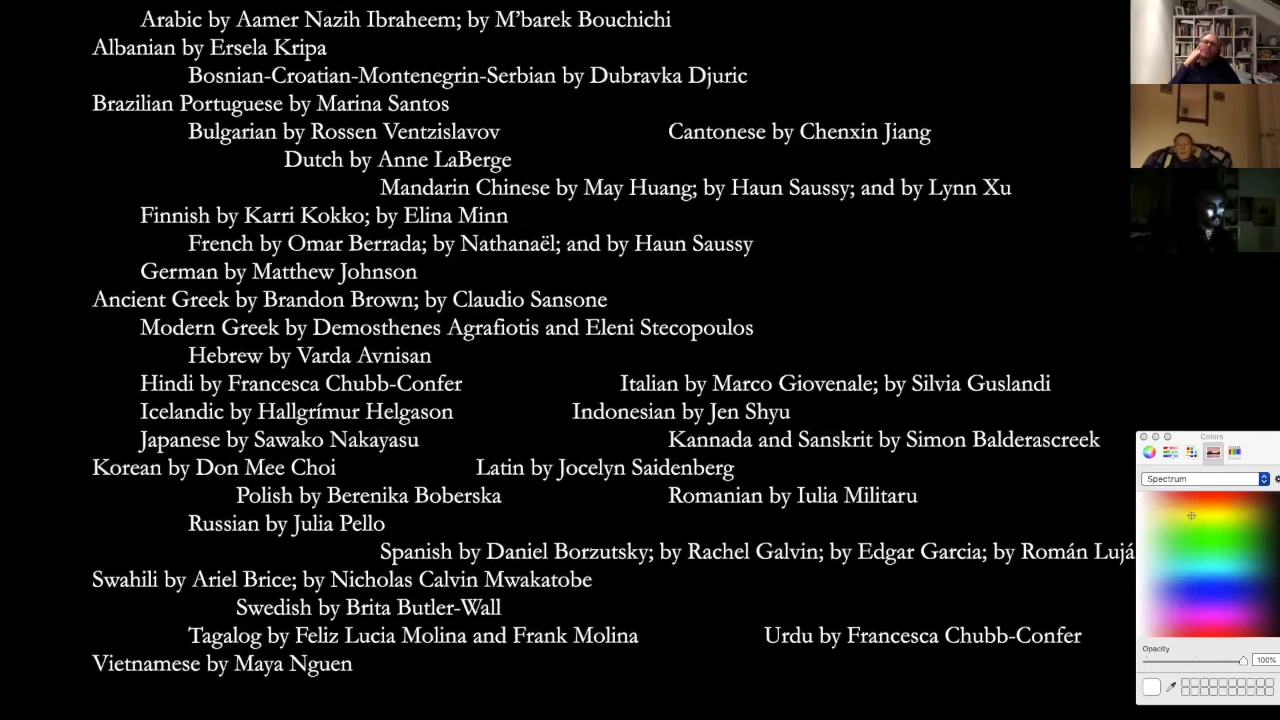 Arabic by Aamer Nazih Ibraheem; by M’barek Bouchichi
Albanian by Ersela Kripa
Bosnian-Croatian-Montenegrin-Serbian by Dubravka Djuric
Brazilian Portuguese by Marina Santos
Bulgarian by Rossen Ventzislavov Cantonese by Chenxin Jiang
Dutch by Anne LaBerge
Mandarin Chinese by May Huang; by Haun Saussy; and by Lynn Xu
Finnish by Karri Kokko; by Elina Minn
French by Omar Berrada; by Nathanaël; and by Haun Saussy
German by Matthew Johnson
Ancient Greek by Brandon Brown; by Claudio Sansone
Modern Greek by Demosthenes Agrafiotis and Eleni Stecopoulos
Hebrew by Varda Avnisan
Hindi by Francesca Chubb-Confer Italian by Marco Giovenale; by Silvia Guslandi
Icelandic by Hallgrímur Helgason Indonesian by Jen Shyu
Japanese by Sawako Nakayasu Kannada and Sanskrit by Simon Balderascreek
Korean by Don Mee Choi Latin by Jocelyn Saidenberg
Polish by Berenika Boberska Romanian by Iulia Militaru
Russian by Julia Pello
Spanish by Daniel Borzutsky; by Rachel Galvin; by Edgar Garcia; by Román Lujá
Swahili by Ariel Brice; by Nicholas Calvin Mwakatobe
Swedish by Brita Butler-Wall
Tagalog by Feliz Lucia Molina and Frank Molina Urdu by Francesca Chubb-Confer
Vietnamese by Maya Nguen
Colors
Spectrum
Opacity
100%